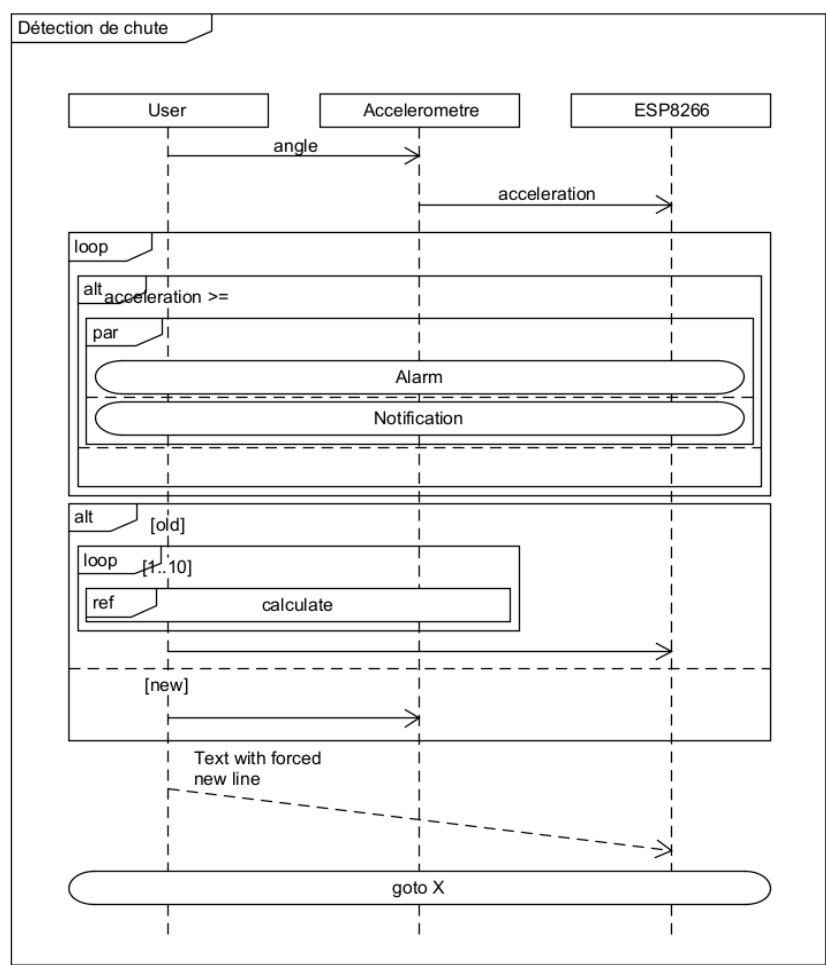 Détection de chute
User
Accelerometre
ESP8266
angle
acceleration
loop
alt
acceleration >=
par
Alarm
Notification
alt
[old]
loop
[1..10]
ref
calculate
[new]
Text with forced
new line
goto X